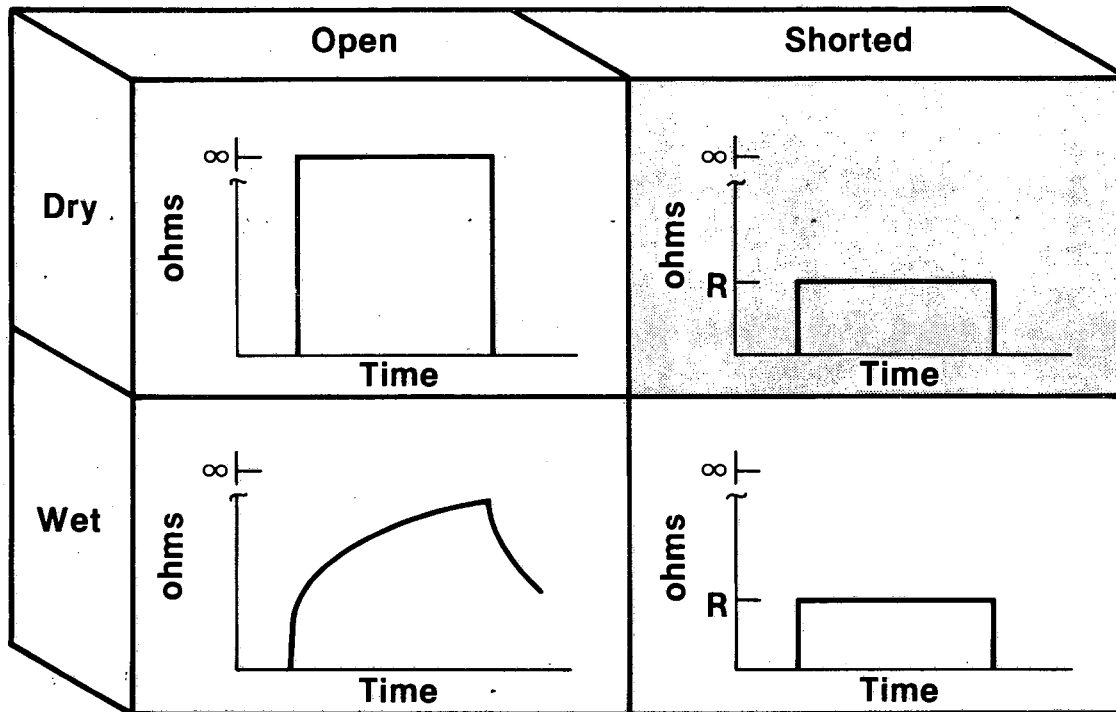 Open
Shorted
Dry
∞
ohms
Time
∞
ohms
R
Time
Wet
∞
ohms
Time
∞
ohms
R
Time